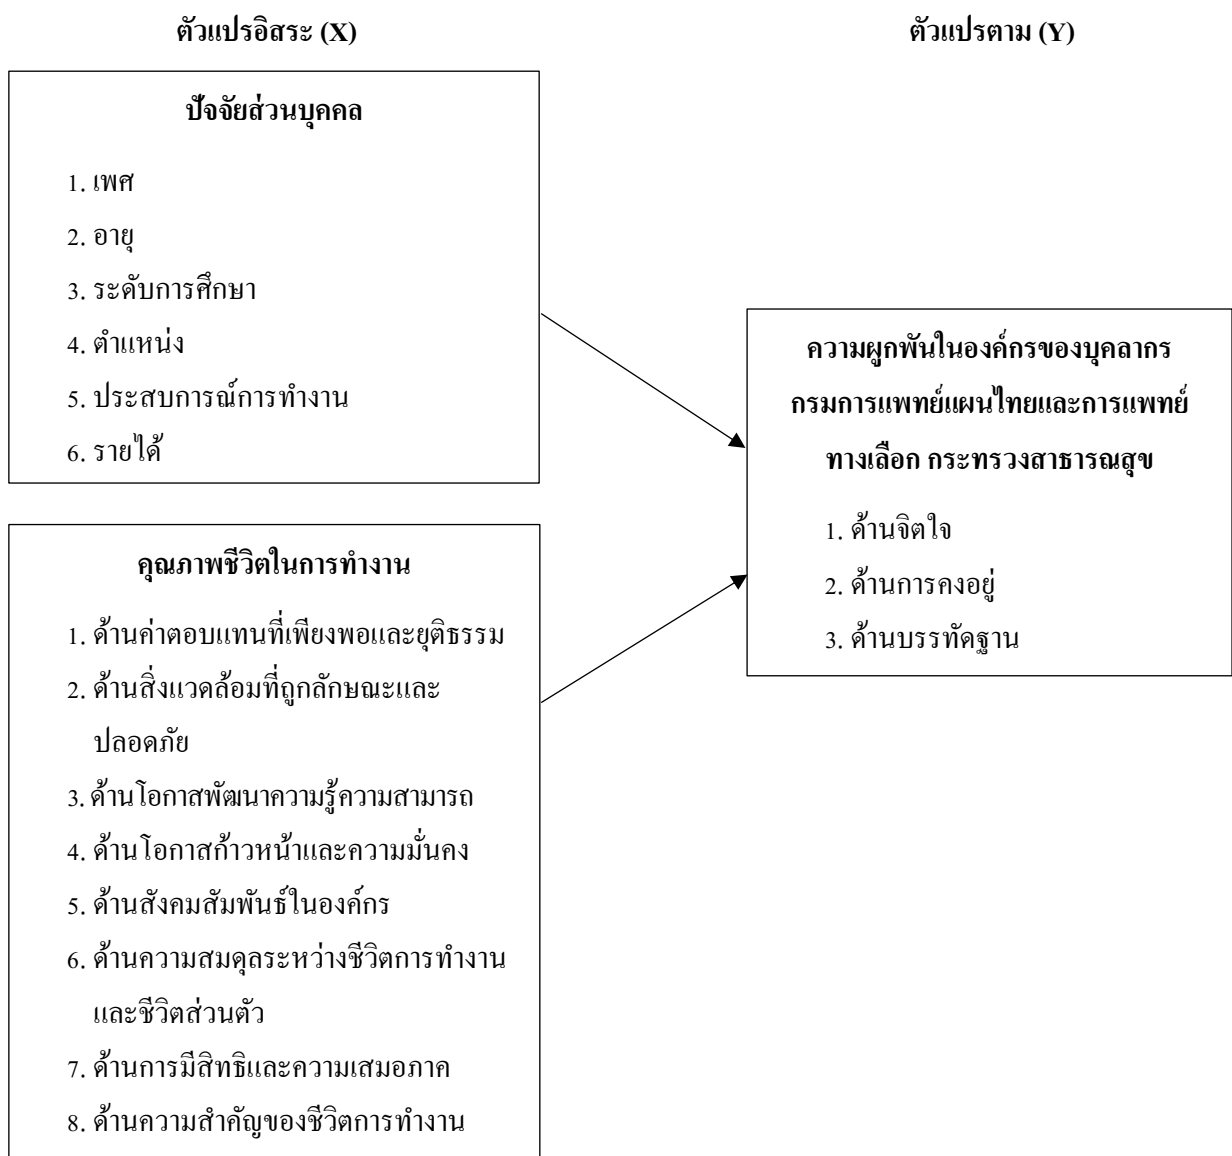 ตัวแปรอิสระ (X)
ตัวแปรตาม (Y)
ปัจจัยส่วนบุคคล
1. เพศ
2. อายุ
3. ระดับการศึกษา
4. ตำแหน่ง
5. ประสบการณ์การทำงาน
6. รายได้
คุณภาพชีวิตในการทำงาน
1. ด้านค่าตอบแทนที่เพียงพอและยุติธรรม
2. ด้านสิ่งแวดล้อมที่ถูกลักษณะและ
ปลอดภัย
3. ด้านโอกาสพัฒนาความรู้ความสามารถ
4. ด้านโอกาสก้าวหน้าและความมั่นคง
5. ด้านสังคมสัมพันธ์ในองค์กร
6. ด้านความสมดุลระหว่างชีวิตการทำงาน
และชีวิตส่วนตัว
7. ด้านการมีสิทธิและความเสมอภาค
8. ด้านความสำคัญของชีวิตการทำงาน
ความผูกพันในองค์กรของบุคลากร
กรมการแพทย์แผนไทยและการแพทย์
ทางเลือก กระทรวงสาธารณสุข
1. ด้านจิตใจ
2. ด้านการคงอยู่
3. ด้านบรรทัดฐาน